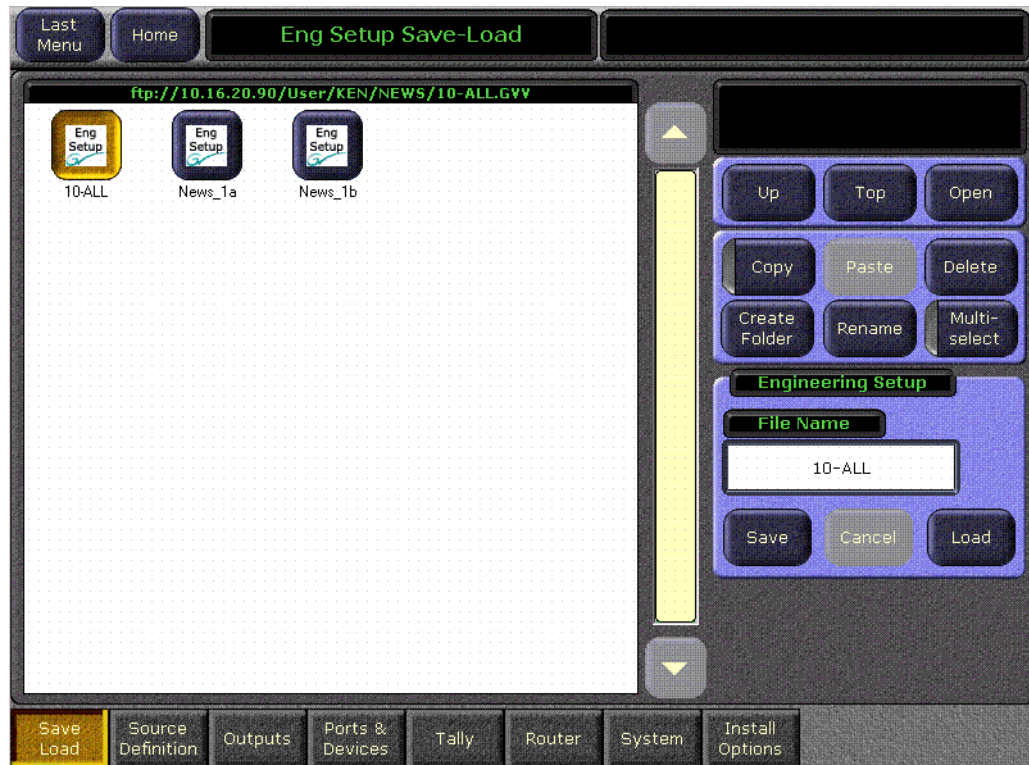 Last Menu
Home
Eng Setup Save-Load
ftp://10.16.20.90/User/KEN/NEWS/10-ALL.GVV
Eng Setup
Eng Setup
Eng Setup
10-ALL
News_1a
News_1b
Up
Top
Open
Copy
Paste
Delete
Create Folder
Rename
Multi-select
Engineering Setup
File Name
10-ALL
Save
Cancel
Load
Save Load
Source Definition
Outputs
Ports & Devices
Tally
Router
System
Install Options